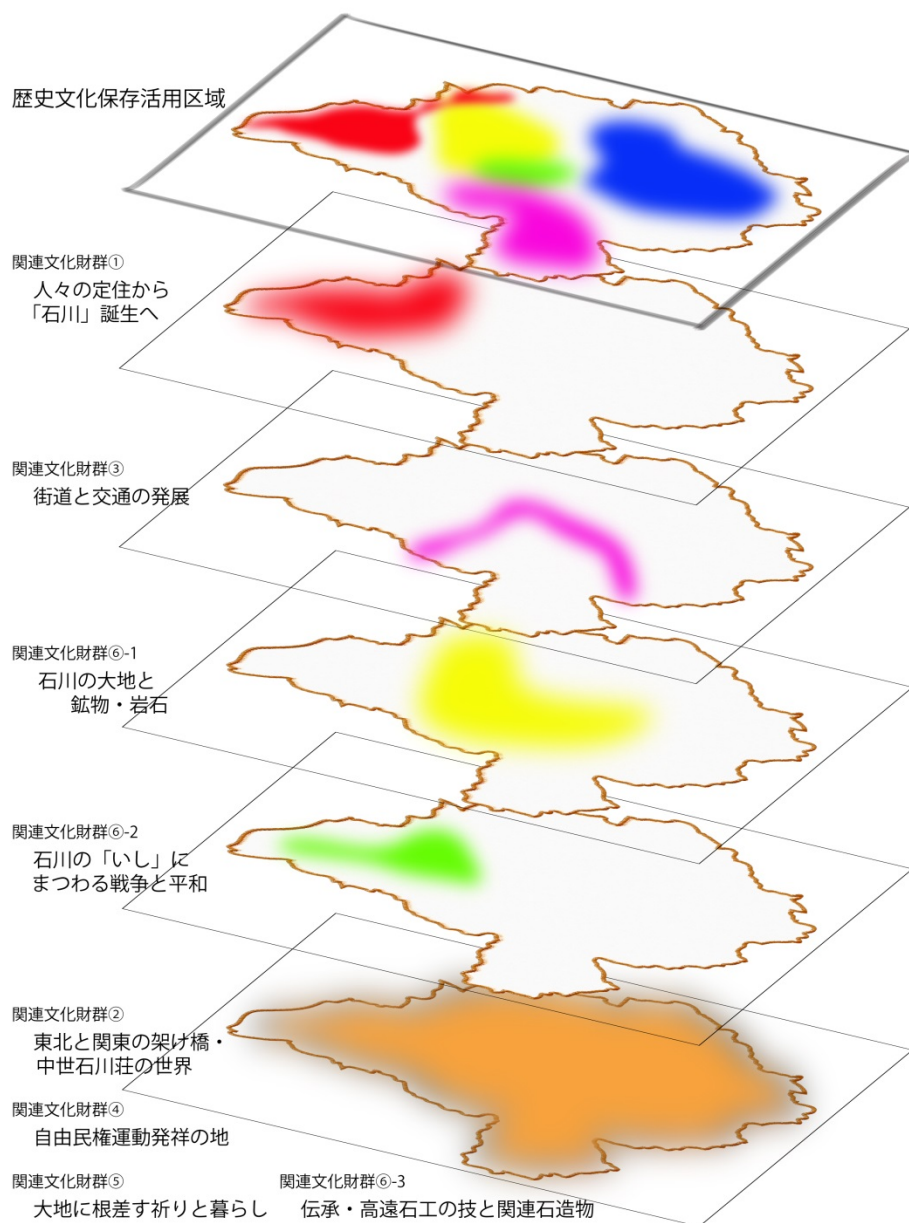 歴史文化保存活用区域
関連文化財群①
人々の定住から
「石川」誕生へ
関連文化財群③
街道と交通の発展
関連文化財群⑥-1
石川の大地と
鉱物・岩石
関連文化財群⑥-2
石川の「いし」に
まつわる戦争と平和
関連文化財群②
東北と関東の架け橋・
中世石川荘の世界
関連文化財群④
自由民権運動発祥の地
関連文化財群⑤
大地に根差す祈りと暮らし
関連文化財群⑥-3
伝承・高遠石工の技と関連石造物